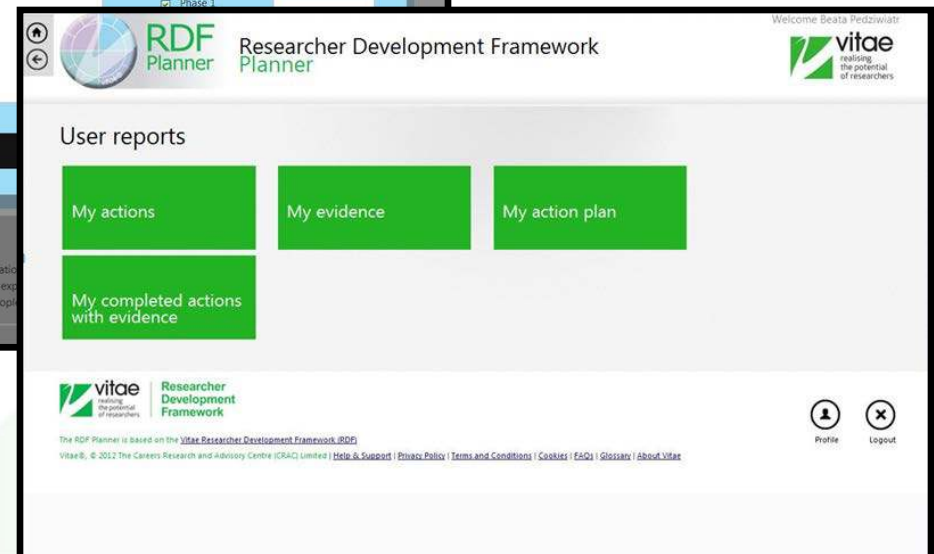 Phase 1
Welcome Beata Pedziwiatr
RDF
Planner
Researcher Development Framework
Planner
vitae
realising
the potential
of researchers
User reports
My actions
My evidence
My action plan
My completed actions
with evidence
vitae
realising
the potential
of researchers
Researcher
Development
Framework
Profile
Logout
The RDF Planner is based on the Vitae Researcher Development Framework (RDF)
Vitae®, © 2012 The Careers Research and Advisory Centre (CRAC) Limited | Help & Support | Privacy Policy | Terms and Conditions | Cookies | FAQs | Glossary | About Vitae